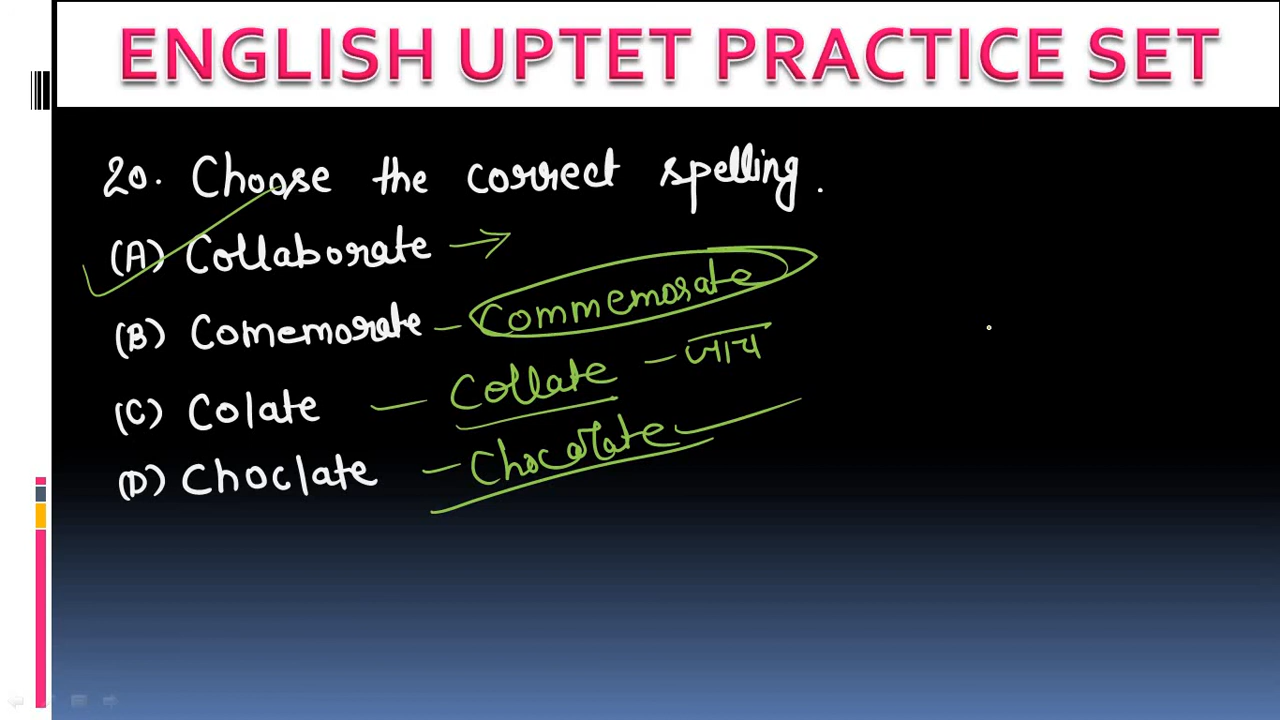 ENGLISH UPTET PRACTICE SET
20. Choose the correct spelling.
(A) Collaborate →
(B) Comemorate - Commemorate
(C) Colate - Collate - जाय
(D) Choclate - Chocolate